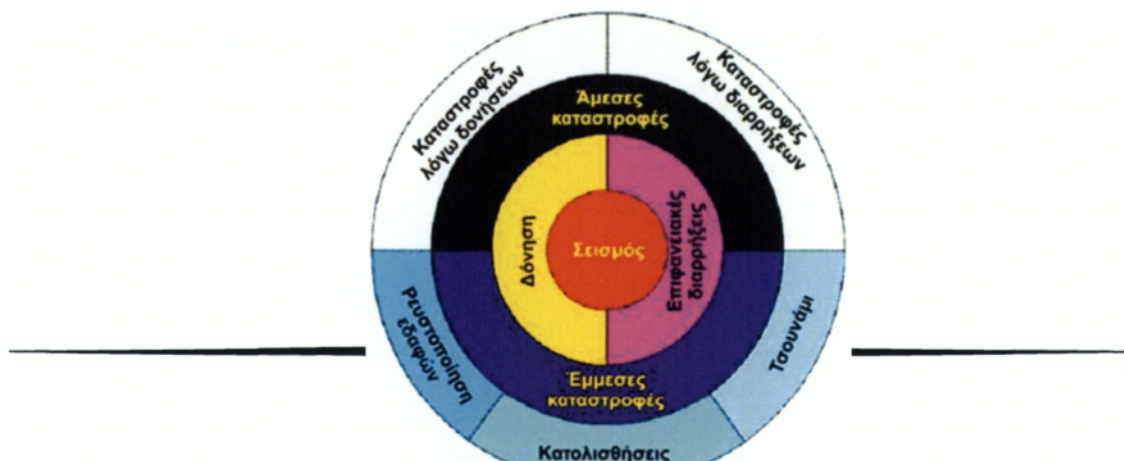 Καταστροφές
λόγω δονήσεων
Καταστροφές
λόγω διαρρήξεων
Άμεσες
καταστροφές
Δόνηση
Σεισμός
Επιφανειακές
διαρρήξεις
Ρευστοποίηση
εδαφών
Έμμεσες
καταστροφές
Τσουνάμι
Κατολισθήσεις